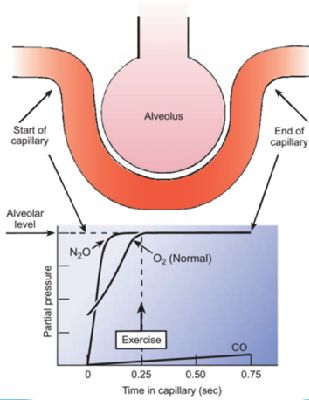 Alveolus
Start of
capillary
End of
capillary
Alveolar
level
N₂O
O₂ (Normal)
Partial pressure
Exercise
CO
0
0.25
0.50
0.75
Time in capillary (sec)